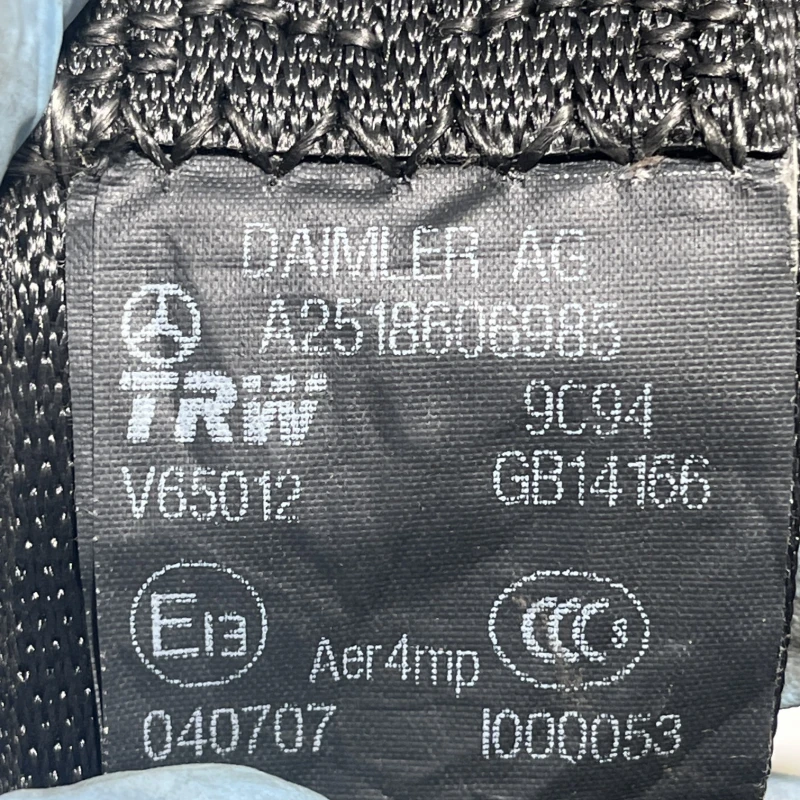 DAIMLER AG
A2518606985
TRW 9C94
V65012 GB14166
E13 Aer4mp CCC S
040707 I000053